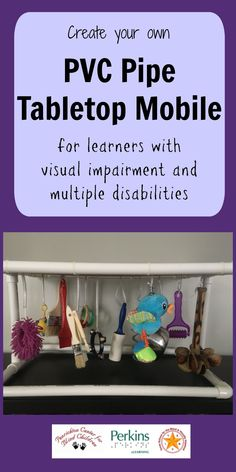 Create your own
PVC Pipe
Tabletop Mobile
for learners with
visual impairment and
multiple disabilities
Perkins